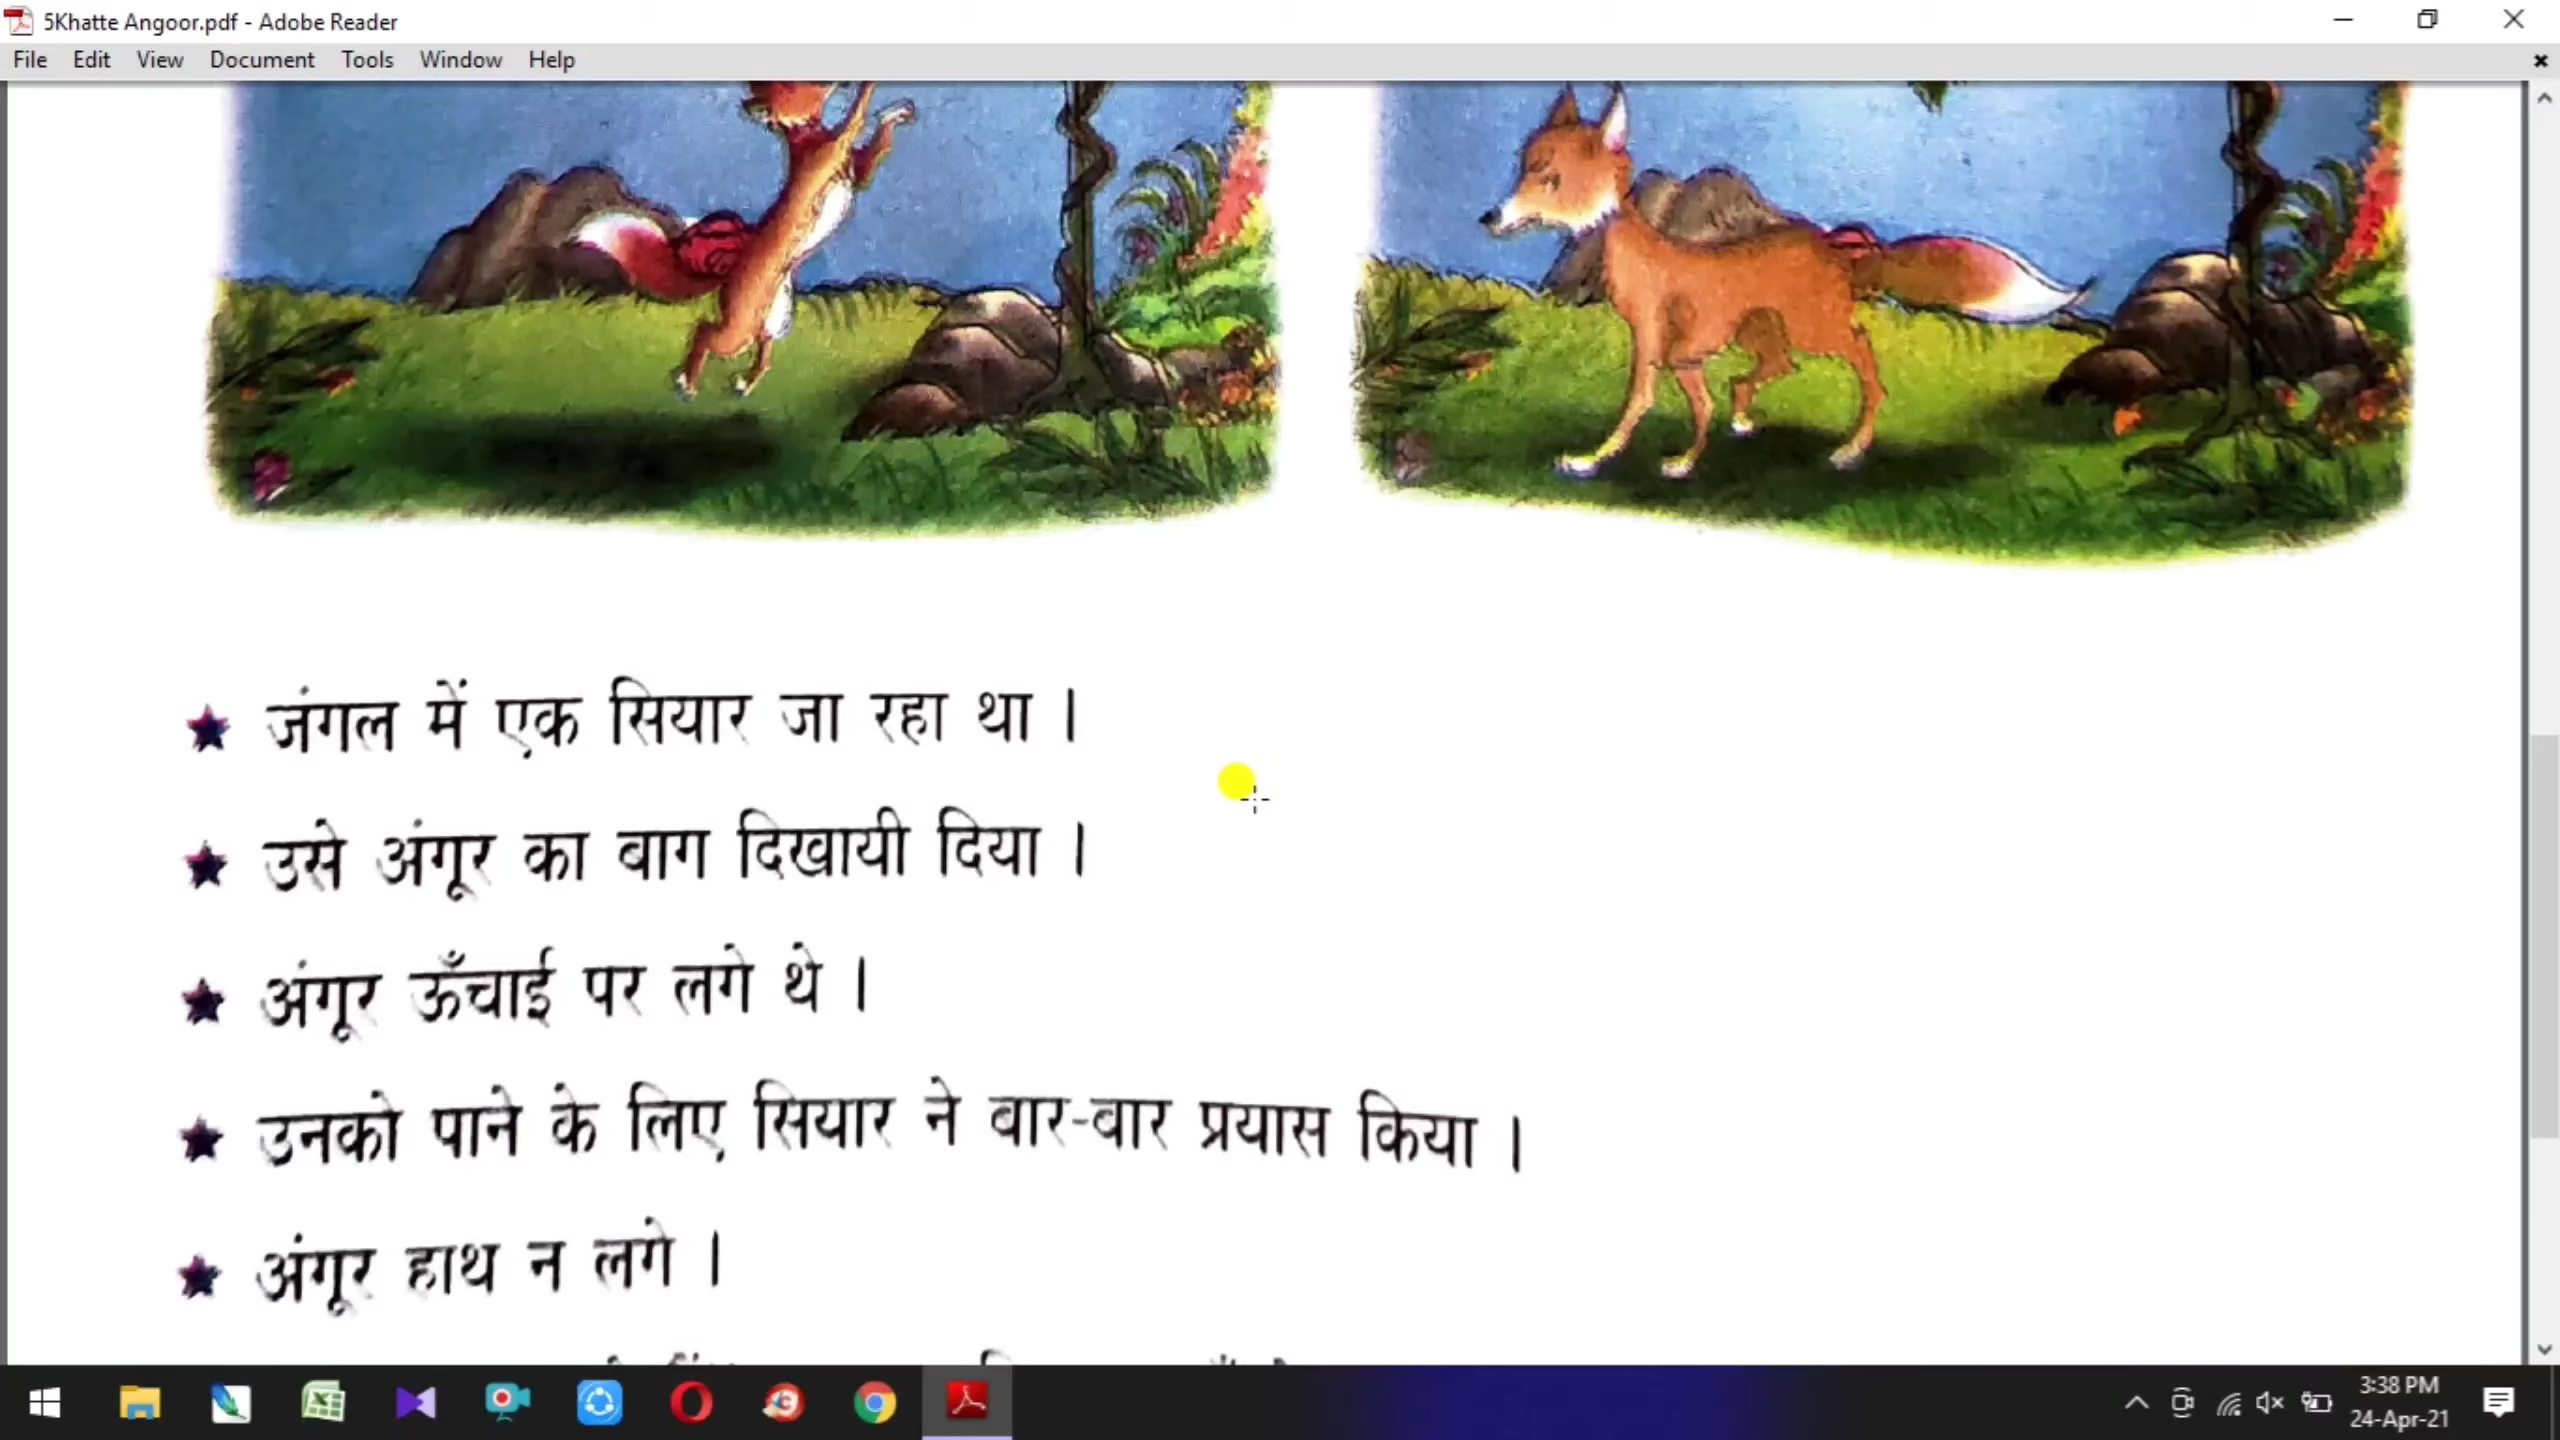 5Khatte Angoor.pdf - Adobe Reader
File Edit View Document Tools Window Help
जंगल में एक सियार जा रहा था ।
उसे अंगूर का बाग दिखायी दिया ।
अंगूर ऊँचाई पर लगे थे ।
उनको पाने के लिए सियार ने बार-बार प्रयास किया ।
अंगूर हाथ न लगे ।
3:38 PM
24-Apr-21